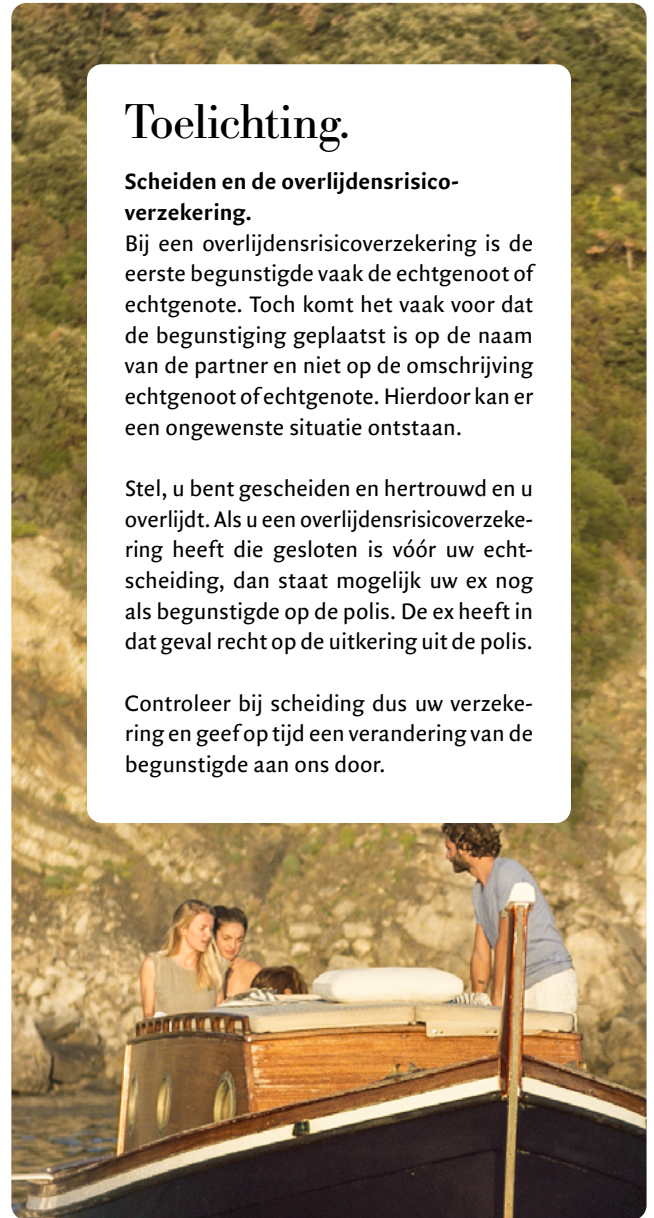 Toelichting.
Scheiden en de overlijdensrisico-
verzekering.
Bij een overlijdensrisicoverzekering is de
eerste begunstigde vaak de echtgenoot of
echtgenote. Toch komt het vaak voor dat
de begunstiging geplaatst is op de naam
van de partner en niet op de omschrijving
echtgenoot of echtgenote. Hierdoor kan er
een ongewenste situatie ontstaan.
Stel, u bent gescheiden en hertrouwd en u
overlijdt. Als u een overlijdensrisicoverzeke-
ring heeft die gesloten is vóór uw echt-
scheiding, dan staat mogelijk uw ex nog
als begunstigde op de polis. De ex heeft in
dat geval recht op de uitkering uit de polis.
Controleer bij scheiding dus uw verzeke-
ring en geef op tijd een verandering van de
begunstigde aan ons door.